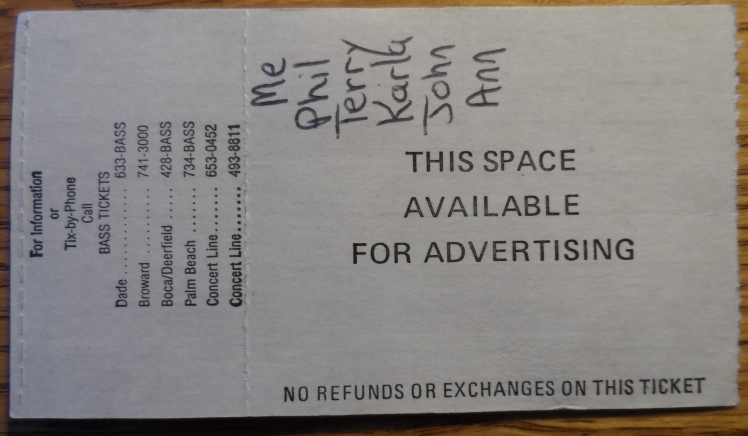 For Information
or
Tix-by-Phone
Call
BASS TICKETS
Dade ............. 633-BASS
Broward .......... 741-3000
Boca/Deerfield ..... 428-BASS
Palm Beach ....... 734-BASS
Concert Line....... 653-0452
Concert Line........ 493-8811
Me
Phil
Terry
Karla
John
Ann
THIS SPACE
AVAILABLE
FOR ADVERTISING
NO REFUNDS OR EXCHANGES ON THIS TICKET